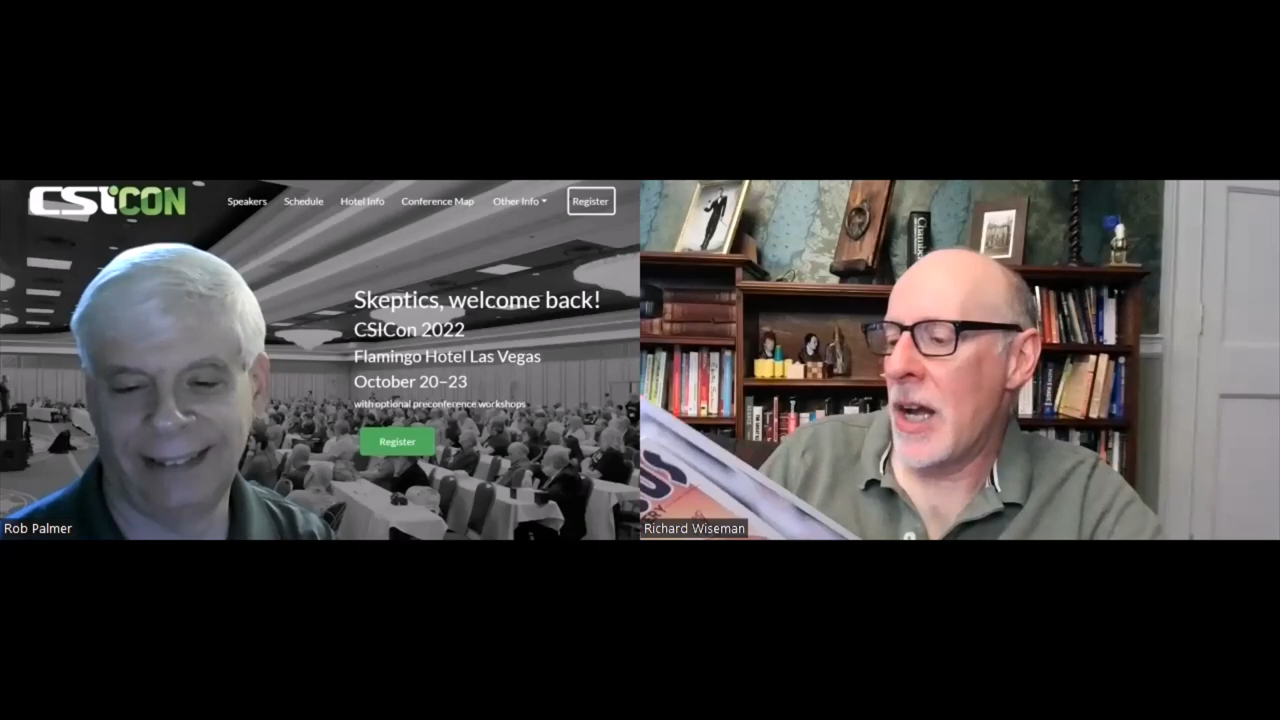 CSICON
Speakers Schedule Hotel Info Conference Map Other Info Register
Skeptics, welcome back!
CSICon 2022
Flamingo Hotel Las Vegas
October 20–23
with optional preconference workshops
Register
Rob Palmer
Richard Wiseman